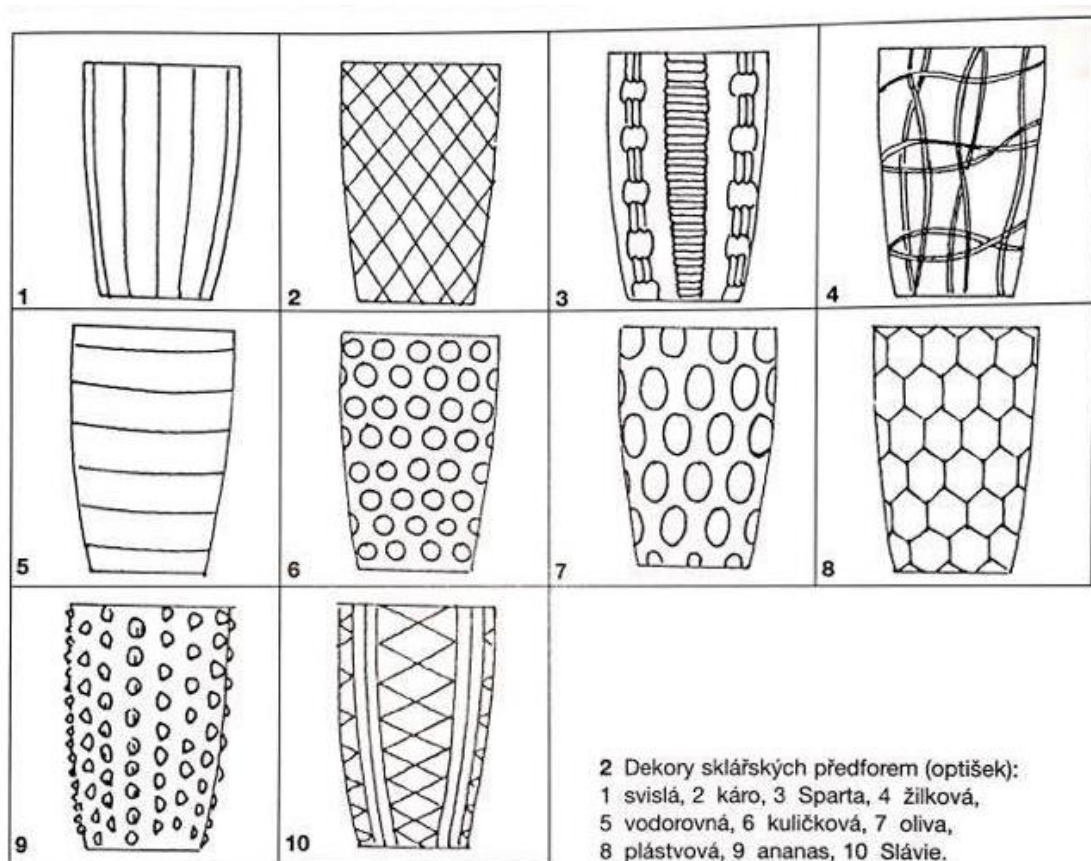 1
2
3
4
5
6
7
8
9
10
2 Dekory sklářských předforem (optišek):
1 svislá, 2 káro, 3 Sparta, 4 žilková,
5 vodorovná, 6 kuličková, 7 oliva,
8 plástvová, 9 ananas, 10 Slávie.